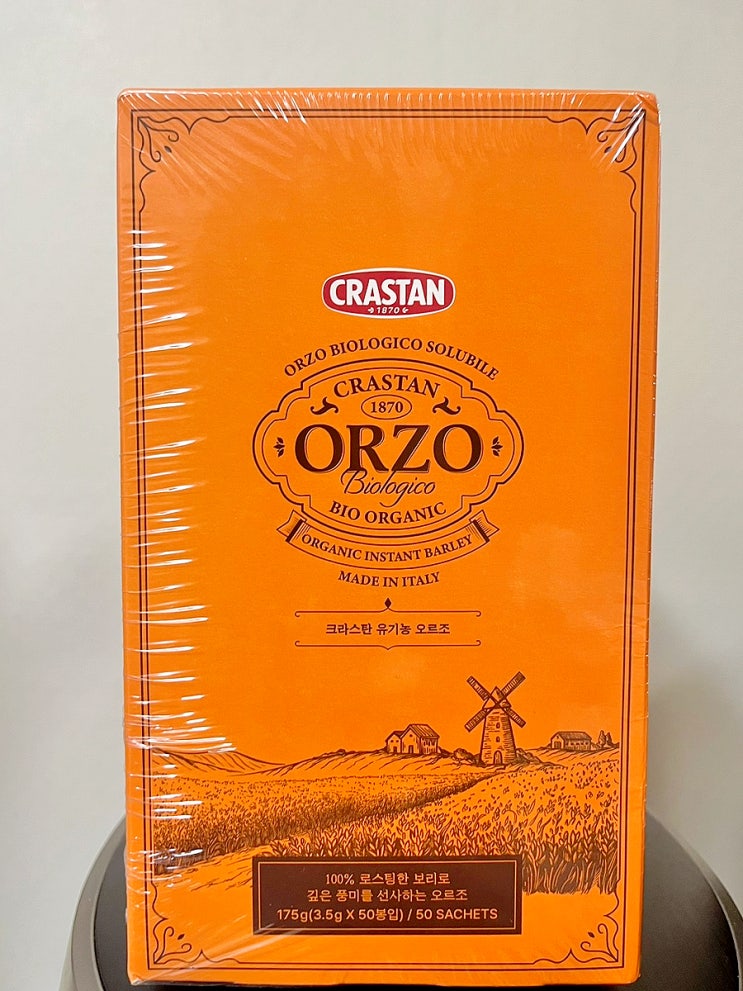 CRASTAN
1870
ORZO BIOLOGICO SOLUBILE
CRASTAN
1870
ORZO
Biologico
BIO ORGANIC
ORGANIC INSTANT BARLEY
MADE IN ITALY
크라스탄 유기농 오르조
100% 로스팅한 보리로
깊은 풍미를 선사하는 오르조
175g(3.5g X 50봉입) / 50 SACHETS